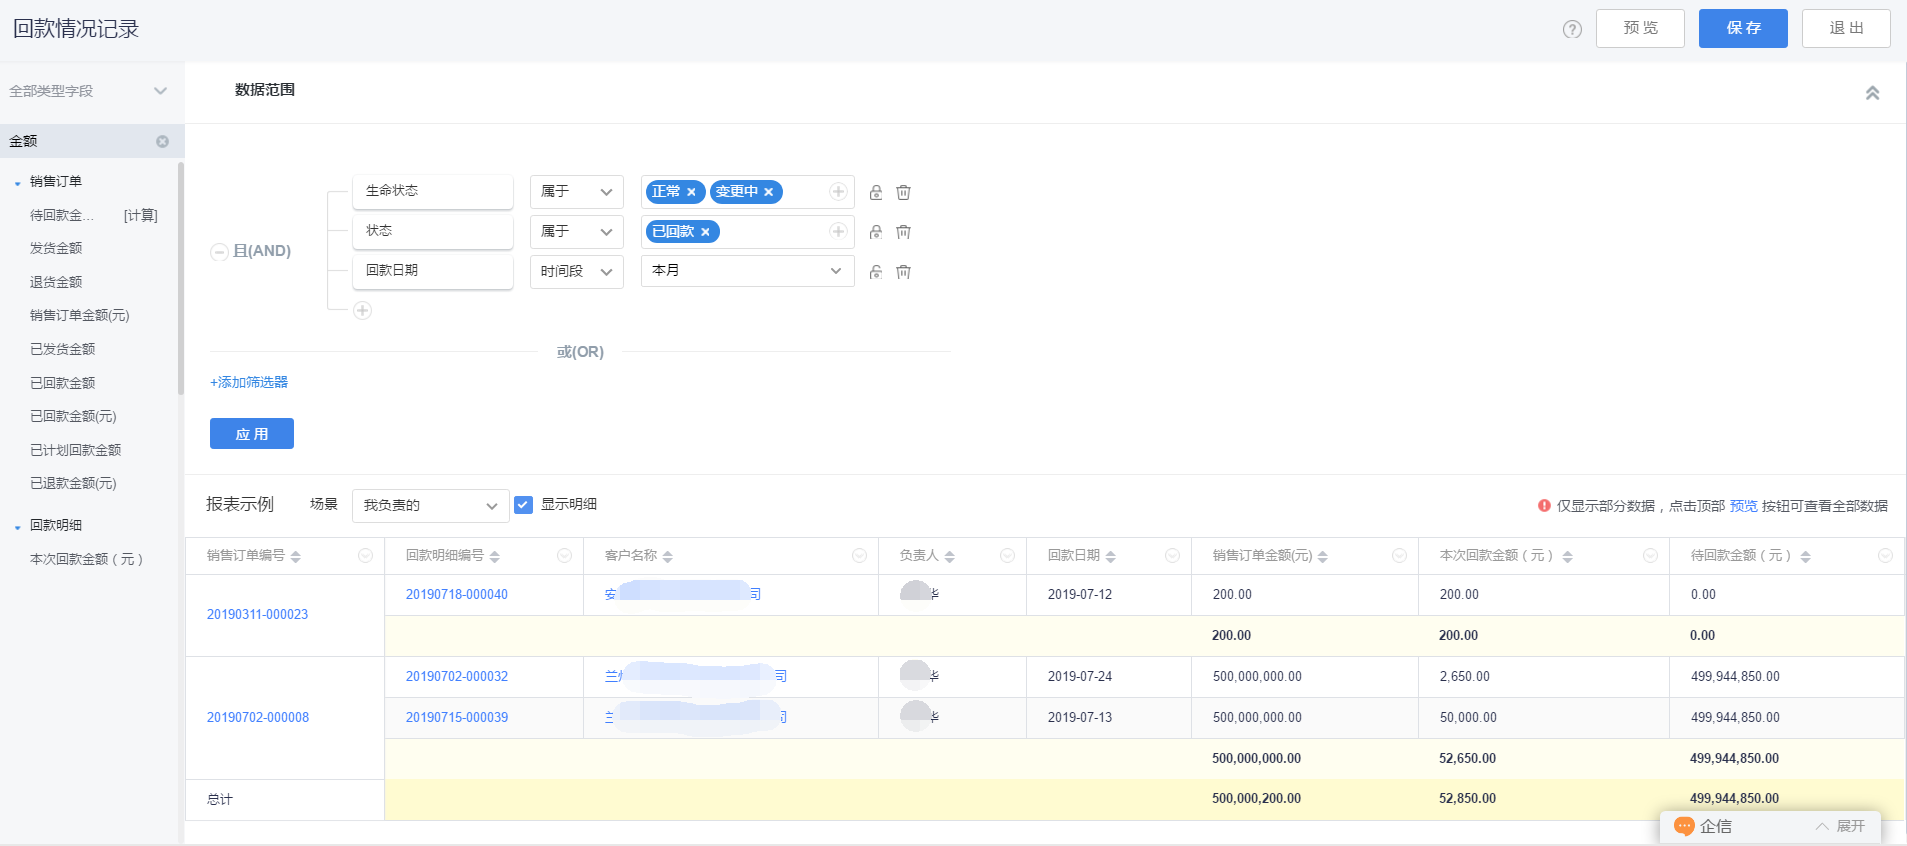 回款情况记录
? 预 览 保 存 退 出
全部类型字段
金额
销售订单
待回款金... [计算]
发货金额
退货金额
销售订单金额(元)
已发货金额
已回款金额
已回款金额(元)
已计划回款金额
已退款金额(元)
回款明细
本次回款金额（元）
数据范围
且(AND)
生命状态 属于 正常 × 变更中 ×
状态 属于 已回款 ×
回款日期 时间段 本月
或(OR)
+添加筛选器
应 用
报表示例 场景 我负责的 显示明细 仅显示部分数据，点击顶部 预览 按钮可查看全部数据
销售订单编号 回款明细编号 客户名称 负责人 回款日期 销售订单金额(元) 本次回款金额（元） 待回款金额（元）
20190311-000023 20190718-000040 安 司 华 2019-07-12 200.00 200.00 0.00
200.00 200.00 0.00
20190702-000008 20190702-000032 兰 司 华 2019-07-24 500,000,000.00 2,650.00 499,944,850.00
20190715-000039 司 华 2019-07-13 500,000,000.00 50,000.00 499,944,850.00
500,000,000.00 52,650.00 499,944,850.00
总计 500,000,200.00 52,850.00 499,944,850.00
企信 展开